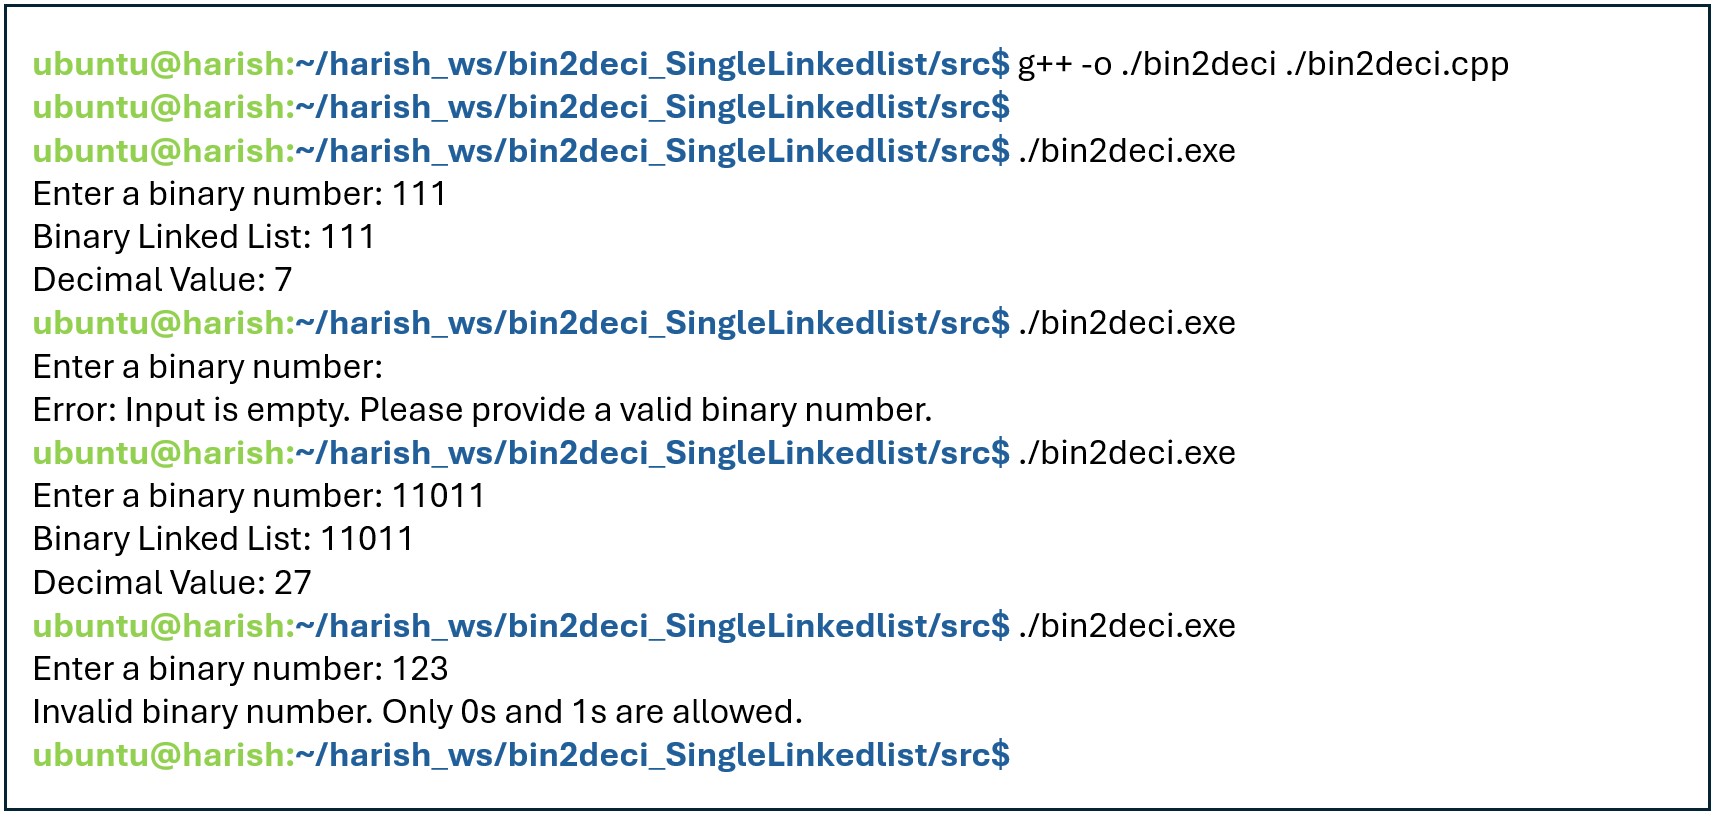 ubuntu@harish:~/harish_ws/bin2deci_SingleLinkedlist/src$ g++ -o ./bin2deci ./bin2deci.cpp
ubuntu@harish:~/harish_ws/bin2deci_SingleLinkedlist/src$
ubuntu@harish:~/harish_ws/bin2deci_SingleLinkedlist/src$ ./bin2deci.exe
Enter a binary number: 111
Binary Linked List: 111
Decimal Value: 7
ubuntu@harish:~/harish_ws/bin2deci_SingleLinkedlist/src$ ./bin2deci.exe
Enter a binary number:
Error: Input is empty. Please provide a valid binary number.
ubuntu@harish:~/harish_ws/bin2deci_SingleLinkedlist/src$ ./bin2deci.exe
Enter a binary number: 11011
Binary Linked List: 11011
Decimal Value: 27
ubuntu@harish:~/harish_ws/bin2deci_SingleLinkedlist/src$ ./bin2deci.exe
Enter a binary number: 123
Invalid binary number. Only 0s and 1s are allowed.
ubuntu@harish:~/harish_ws/bin2deci_SingleLinkedlist/src$